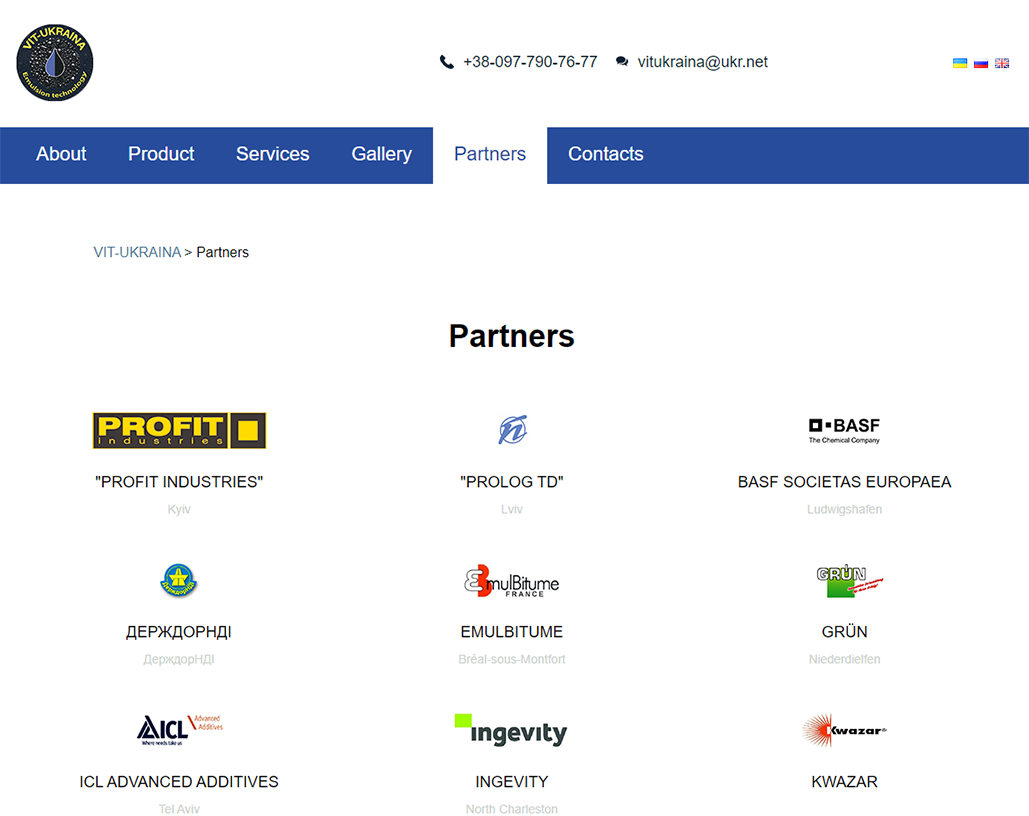 VIT-UKRAINA
Emulsion technology
+38-097-790-76-77 vitukraina@ukr.net
About Product Services Gallery Partners Contacts
VIT-UKRAINA > Partners
Partners
PROFIT
industries
BASF
The Chemical Company
"PROFIT INDUSTRIES" "PROLOG TD" BASF SOCIETAS EUROPAEA
Kyiv Lviv Ludwigshafen
ДержДорНДІ
EmulBitume
FRANCE
GRÜN
ДЕРЖДОРНДІ EMULBITUME GRÜN
ДерждорНДІ Bréal-sous-Montfort Niederdielfen
ICL Advanced
Additives
Where needs take us
ingevity
Kwazar®
ICL ADVANCED ADDITIVES INGEVITY KWAZAR
Tel Aviv North Charleston